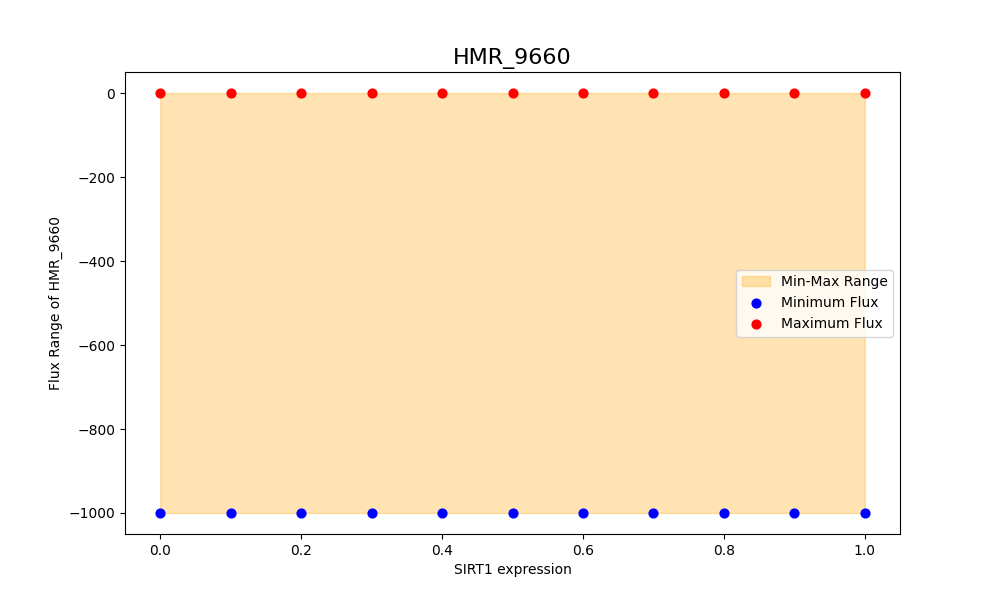 HMR_9660
Flux Range of HMR_9660
0
−200
−400
−600
−800
−1000
Min-Max Range
Minimum Flux
Maximum Flux
0.0 0.2 0.4 0.6 0.8 1.0
SIRT1 expression